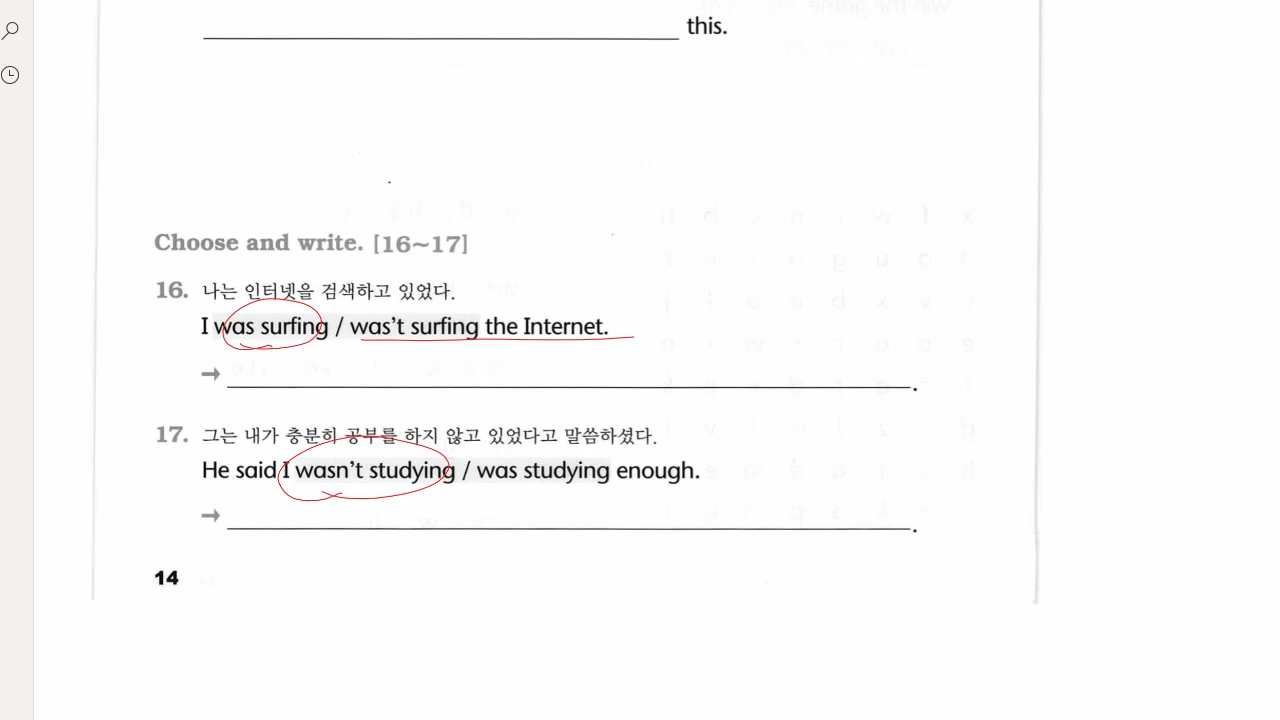 this.
Choose and write. [16~17]
16. 나는 인터넷을 검색하고 있었다.
I was surfing / was't surfing the Internet.
→ .
17. 그는 내가 충분히 공부를 하지 않고 있었다고 말씀하셨다.
He said I wasn't studying / was studying enough.
→ .
14